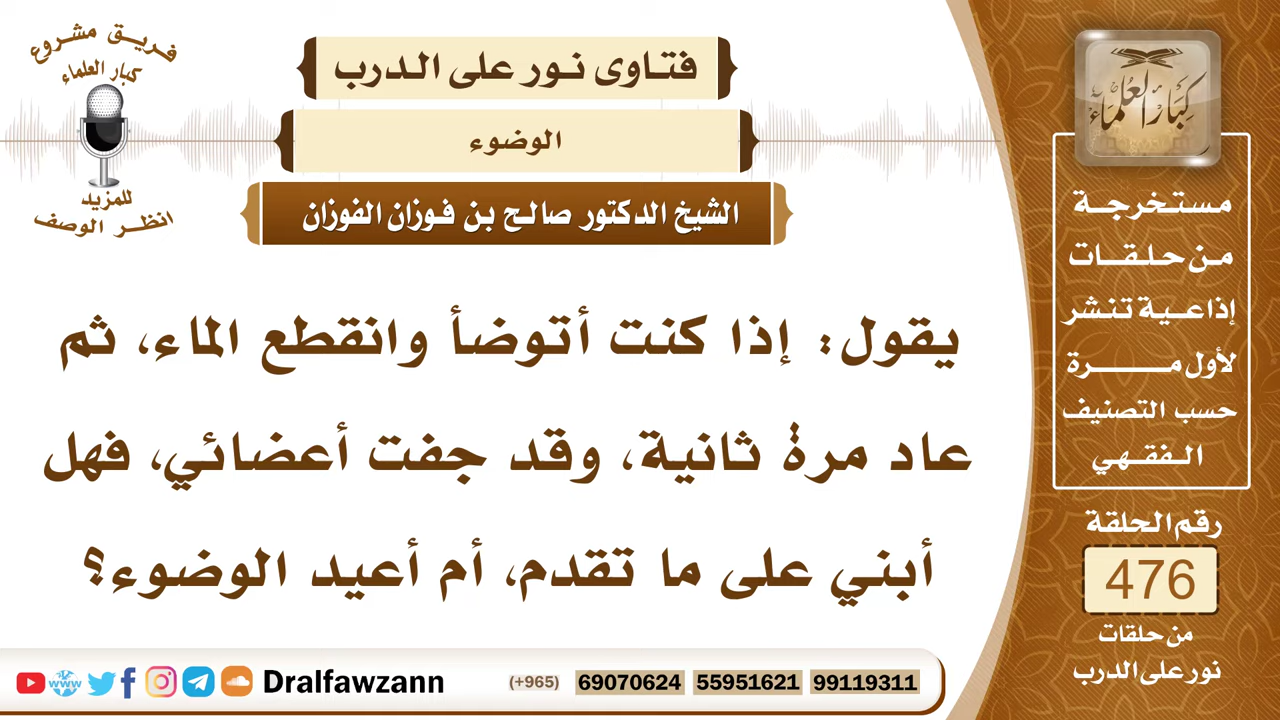 فريق مشروع
كبار العلماء
للمزيد
انظر الوصف
فتاوى نور على الدرب
الوضوء
الشيخ الدكتور صالح بن فوزان الفوزان
يقول: إذا كنت أتوضأ وانقطع الماء، ثم
عاد مرةً ثانية، وقد جفت أعضائي، فهل
أبني على ما تقدم، أم أعيد الوضوء؟
كبار العلماء
مستخرجة
من حلقات
إذاعية تنشر
لأول مرة
حسب التصنيف
الفقهي
رقم الحلقة
476
من حلقات
نور على الدرب
www
Dralfawzann
(+965) 69070624 55951621 99119311